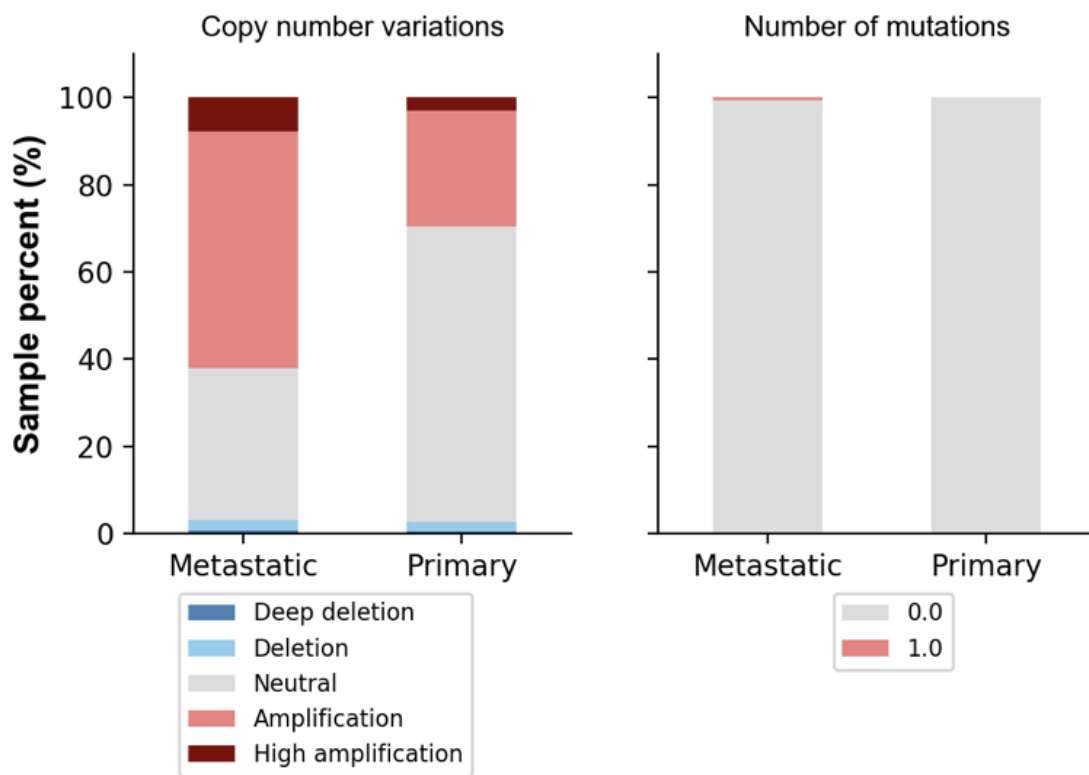 Copy number variations
Number of mutations
Sample percent (%)
100
80
60
40
20
0
Metastatic
Primary
Metastatic
Primary
Deep deletion
Deletion
Neutral
Amplification
High amplification
0.0
1.0